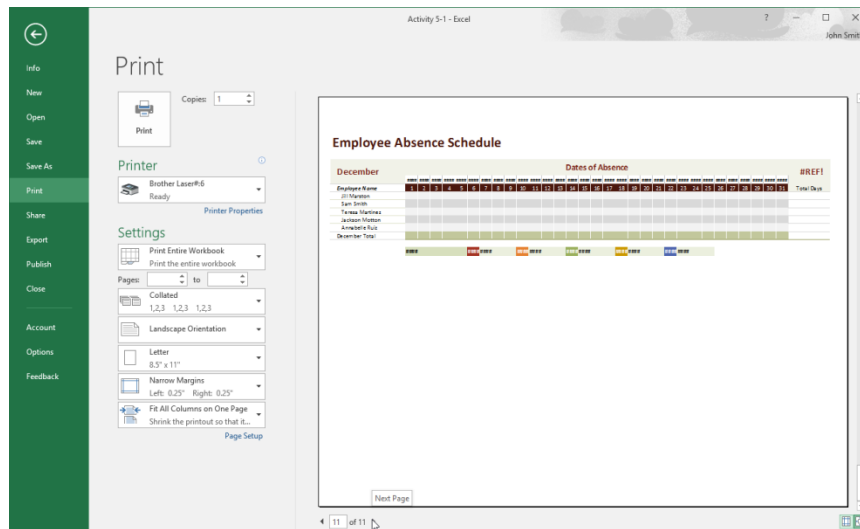 Activity 5-1 - Excel
?
John Smit
Info
New
Open
Save
Save As
Print
Share
Export
Publish
Close
Account
Options
Feedback
Print
Copies: 1
Print
Printer
Brother Laser#:6
Ready
Printer Properties
Settings
Print Entire Workbook
Print the entire workbook
Pages: to
Collated
1,2,3 1,2,3 1,2,3
Landscape Orientation
Letter
8.5" x 11"
Narrow Margins
Left: 0.25" Right: 0.25"
Fit All Columns on One Page
Shrink the printout so that it...
Page Setup
Employee Absence Schedule
December Dates of Absence #REF!
#### #### #### #### #### #### #### #### #### #### #### #### #### #### #### #### #### #### #### #### #### #### #### #### #### #### #### #### #### #### ####
Employee Name 1 2 3 4 5 6 7 8 9 10 11 12 13 14 15 16 17 18 19 20 21 22 23 24 25 26 27 28 29 30 31 Total Days
Jill Marston
Sam Smith
Teresa Martinez
Jackson Motton
Annabelle Ruiz
December Total
#### #### #### #### #### #### #### #### #### #### ####
Next Page
11 of 11